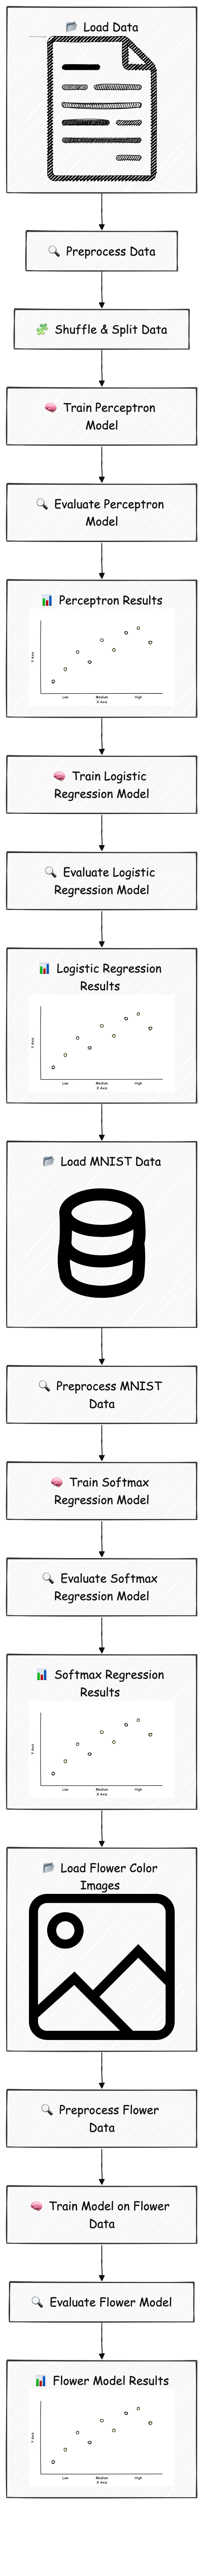 📂 Load Data
🔍 Preprocess Data
🧩 Shuffle & Split Data
🧠 Train Perceptron
Model
🔍 Evaluate Perceptron
Model
📊 Perceptron Results
Y Axis
Low Medium High
X Axis
🧠 Train Logistic
Regression Model
🔍 Evaluate Logistic
Regression Model
📊 Logistic Regression
Results
Y Axis
Low Medium High
X Axis
📂 Load MNIST Data
🔍 Preprocess MNIST
Data
🧠 Train Softmax
Regression Model
🔍 Evaluate Softmax
Regression Model
📊 Softmax Regression
Results
Y Axis
Low Medium High
X Axis
📂 Load Flower Color
Images
🔍 Preprocess Flower
Data
🧠 Train Model on Flower
Data
🔍 Evaluate Flower Model
📊 Flower Model Results
Y Axis
Low Medium High
X Axis